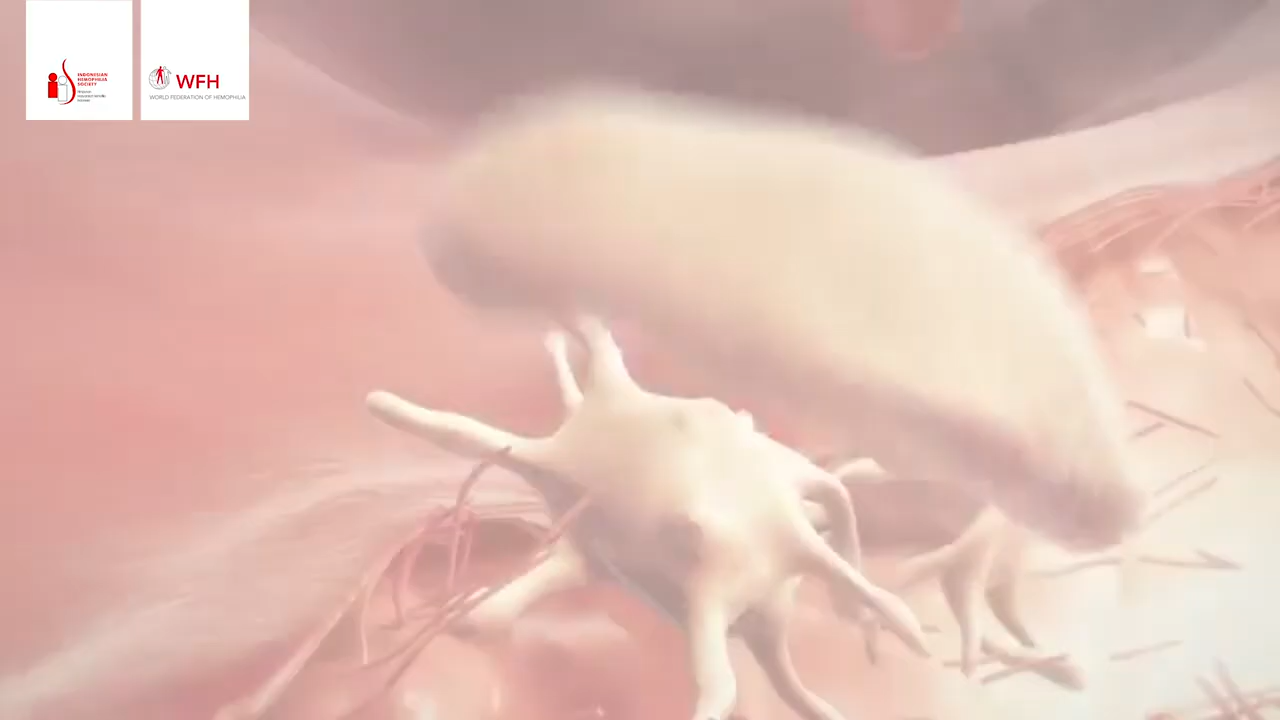 INDONESIAN
HEMOPHILIA
SOCIETY
WFH
WORLD FEDERATION OF HEMOPHILIA